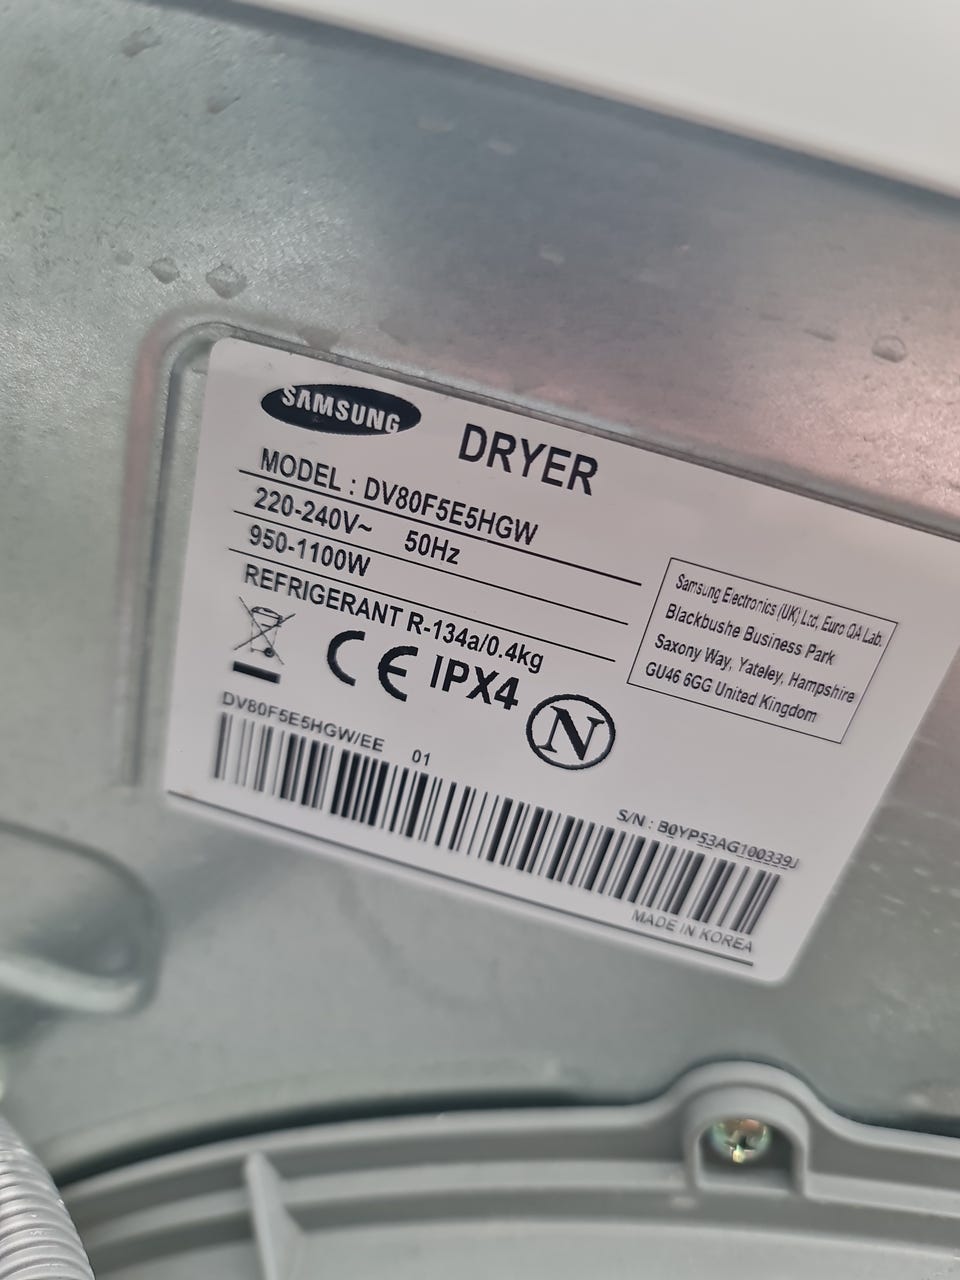 SAMSUNG
DRYER
MODEL : DV80F5E5HGW
220-240V~ 50Hz
950-1100W
REFRIGERANT R-134a/0.4kg
Samsung Electronics (UK) Ltd, Euro QA Lab.
Blackbushe Business Park
Saxony Way, Yateley, Hampshire
GU46 6GG United Kingdom
CE IPX4
N
DV80F5E5HGW/EE 01
S/N : B0YP53AG100339J
MADE IN KOREA